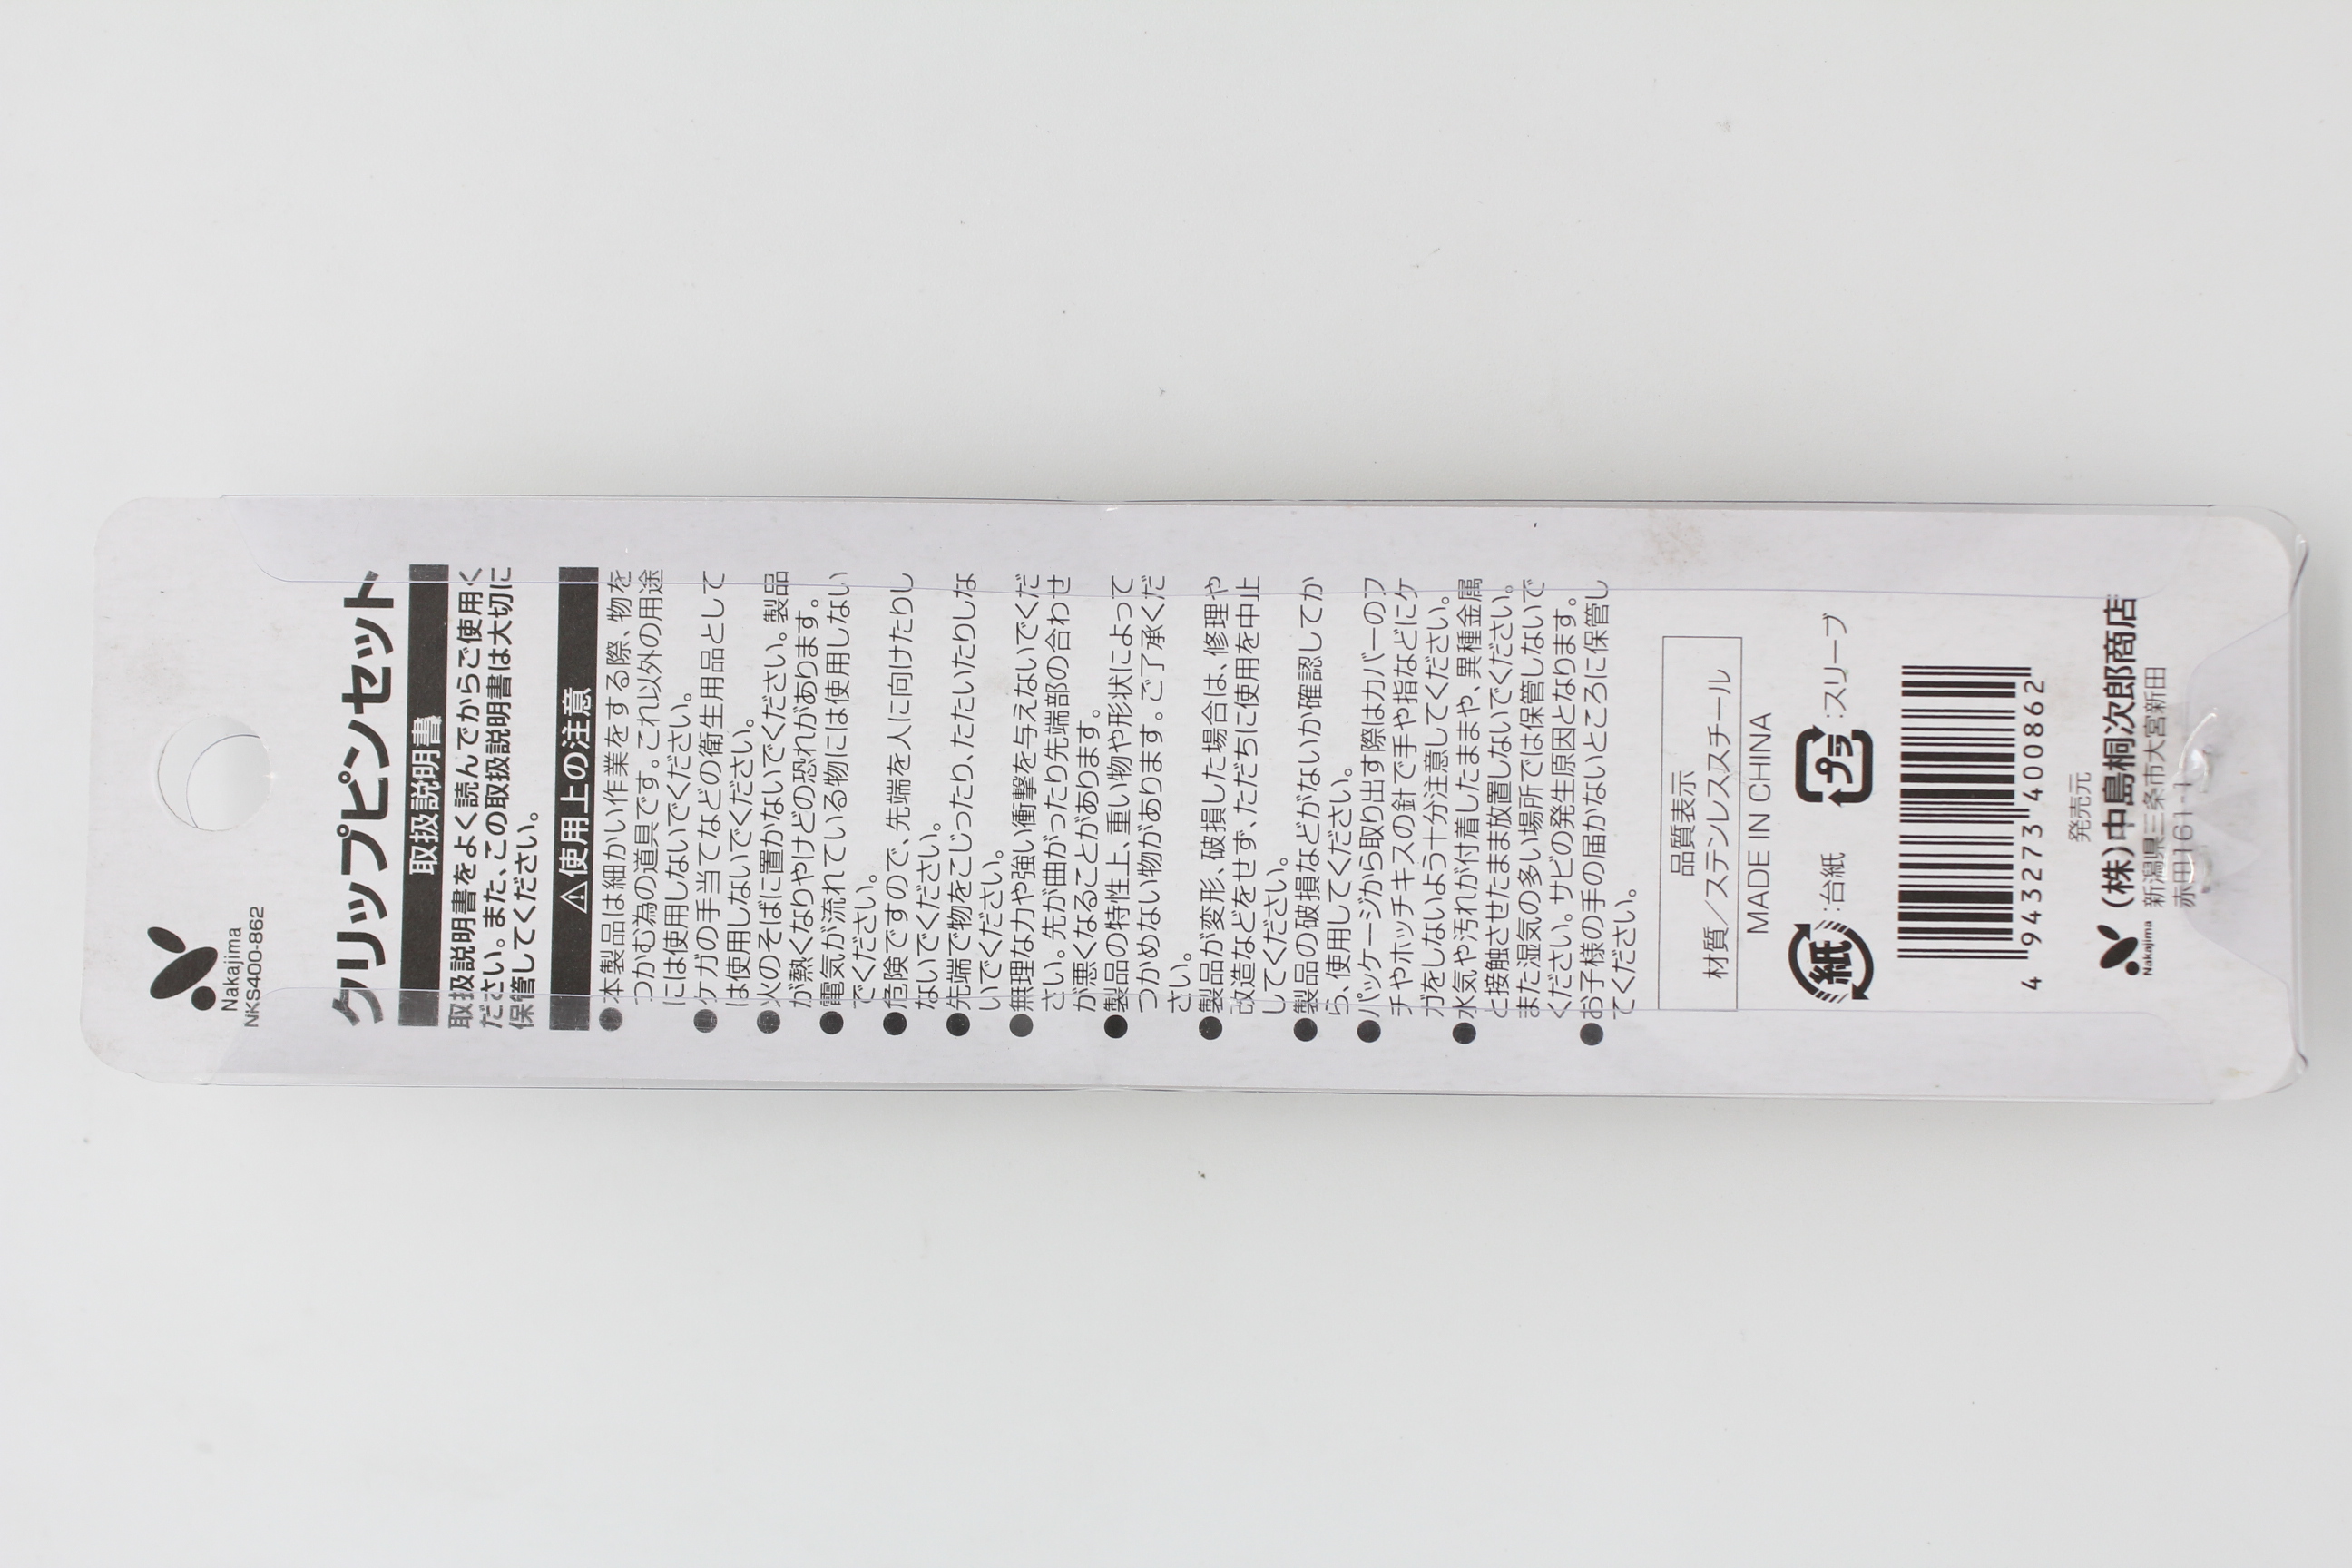 Nakajima
NKS400-862
クリップピンセット
取扱説明書
取扱説明書をよく読んでからご使用く
ださい。また、この取扱説明書は大切に
保管してください。
⚠使用上の注意
●本製品は細かい作業をする際、物を
つかむ為の道具です。これ以外の用途
には使用しないでください。
●ケガの手当てなどの衛生用品として
は使用しないでください。
●火のそばに置かないでください。製品
が熱くなりやけどの恐れがあります。
●電気が流れている物には使用しない
でください。
●危険ですので、先端を人に向けたりし
ないでください。
●先端で物をこじったり、たたいたりしな
いでください。
●無理な力や強い衝撃を与えないでくだ
さい。先が曲がったり先端部の合わせ
が悪くなることがあります。
●製品の特性上、重い物や形状によって
つかめない物があります。ご了承くだ
さい。
●製品が変形、破損した場合は、修理や
改造などをせず、ただちに使用を中止
してください。
●製品の破損などがないか確認してか
ら、使用してください。
●パッケージから取り出す際はカバーのフ
チやホッチキスの針で手や指などにケ
ガをしないよう十分注意してください。
●水気や汚れが付着したままや、異種金属
と接触させたまま放置しないでください。
また湿気の多い場所では保管しないで
ください。サビの発生原因となります。
●お子様の手の届かないところに保管し
てください。
品質表示
材質／ステンレススチール
MADE IN CHINA
紙:台紙 プラ:スリーブ
4 943273 400862
発売元
Nakajima (株)中島桐次郎商店
新潟県三条市大宮新田
赤田161-1